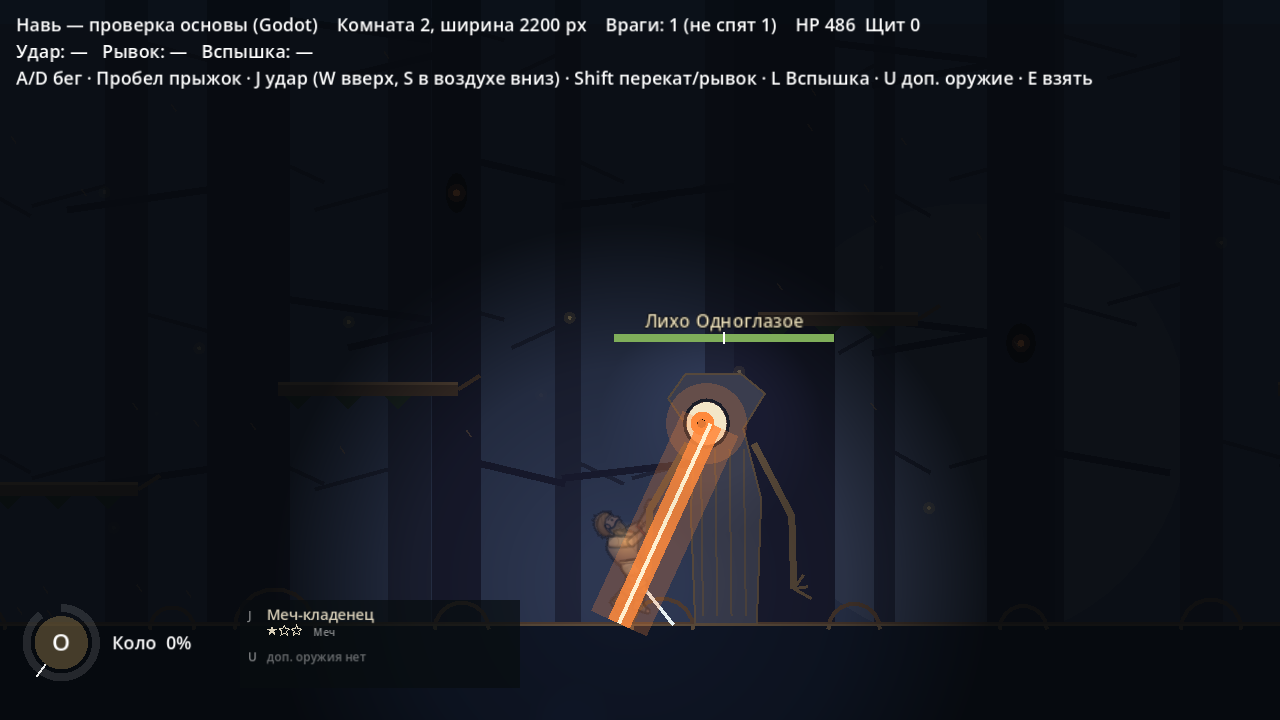 Навь — проверка основы (Godot) Комната 2, ширина 2200 px Враги: 1 (не спят 1) HP 486 Щит 0
Удар: — Рывок: — Вспышка: —
A/D бег · Пробел прыжок · J удар (W вверх, S в воздухе вниз) · Shift перекат/рывок · L Вспышка · U доп. оружие · E взять
Лихо Одноглазое
J Меч-кладенец
★☆☆ Меч
О Коло 0%
U доп. оружия нет